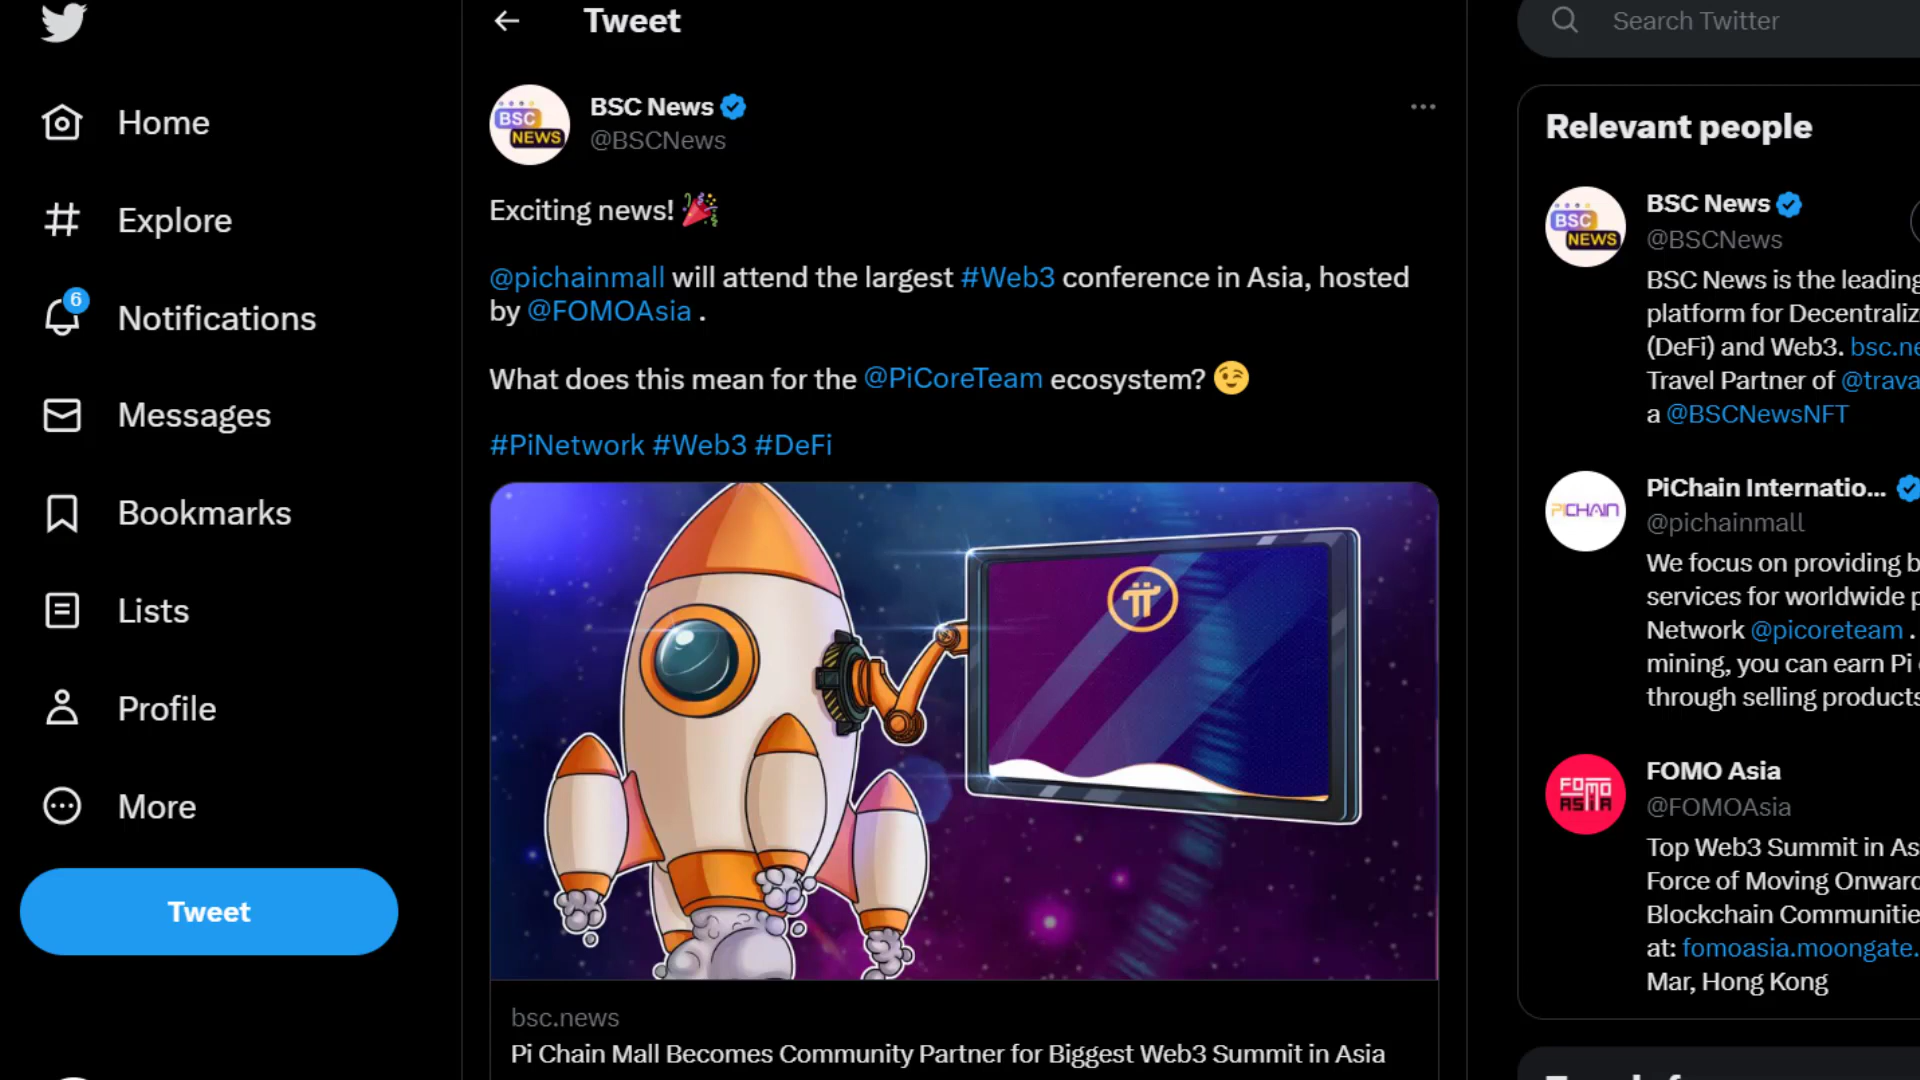 Home
Explore
6
Notifications
Messages
Bookmarks
Lists
Profile
More
Tweet
Tweet
BSC
NEWS
BSC News
@BSCNews
Exciting news!
@pichainmall will attend the largest #Web3 conference in Asia, hosted
by @FOMOAsia .
What does this mean for the @PiCoreTeam ecosystem?
#PiNetwork #Web3 #DeFi
bsc.news
Pi Chain Mall Becomes Community Partner for Biggest Web3 Summit in Asia
Search Twitter
Relevant people
BSC
NEWS
BSC News
@BSCNews
BSC News is the leading
platform for Decentraliz
(DeFi) and Web3. bsc.ne
Travel Partner of @trava
a @BSCNewsNFT
PICHAIN
PiChain Internatio...
@pichainmall
We focus on providing b
services for worldwide p
Network @picoreteam .
mining, you can earn Pi
through selling products
FOMO
ASIA
FOMO Asia
@FOMOAsia
Top Web3 Summit in As
Force of Moving Onward
Blockchain Communitie
at: fomoasia.moongate.
Mar, Hong Kong